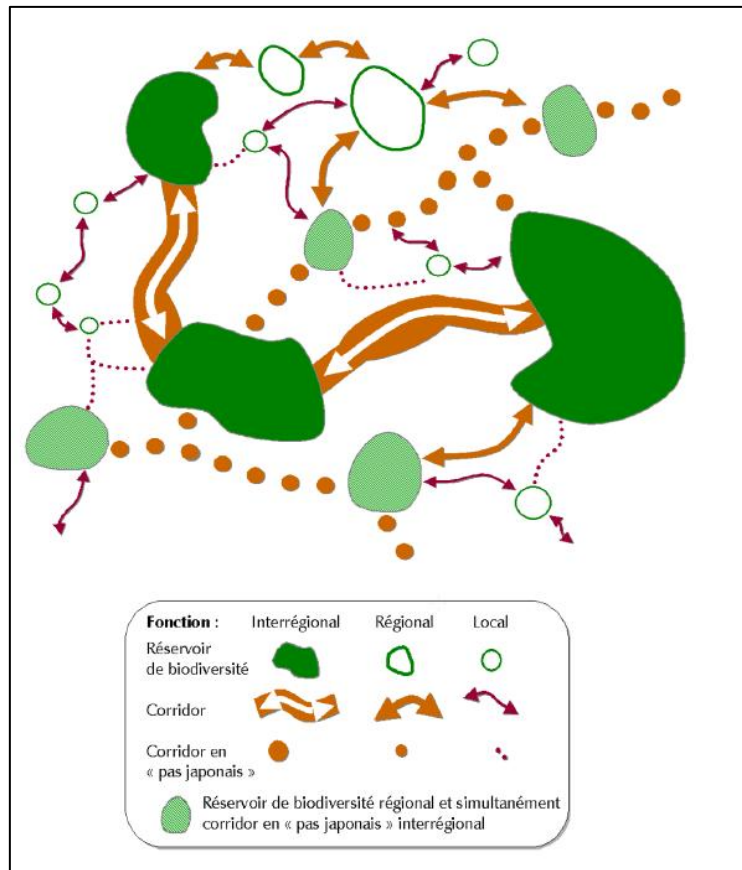 Fonction : Interrégional Régional Local
Réservoir
de biodiversité
Corridor
Corridor en
« pas japonais »
Réservoir de biodiversité régional et simultanément
corridor en « pas japonais » interrégional